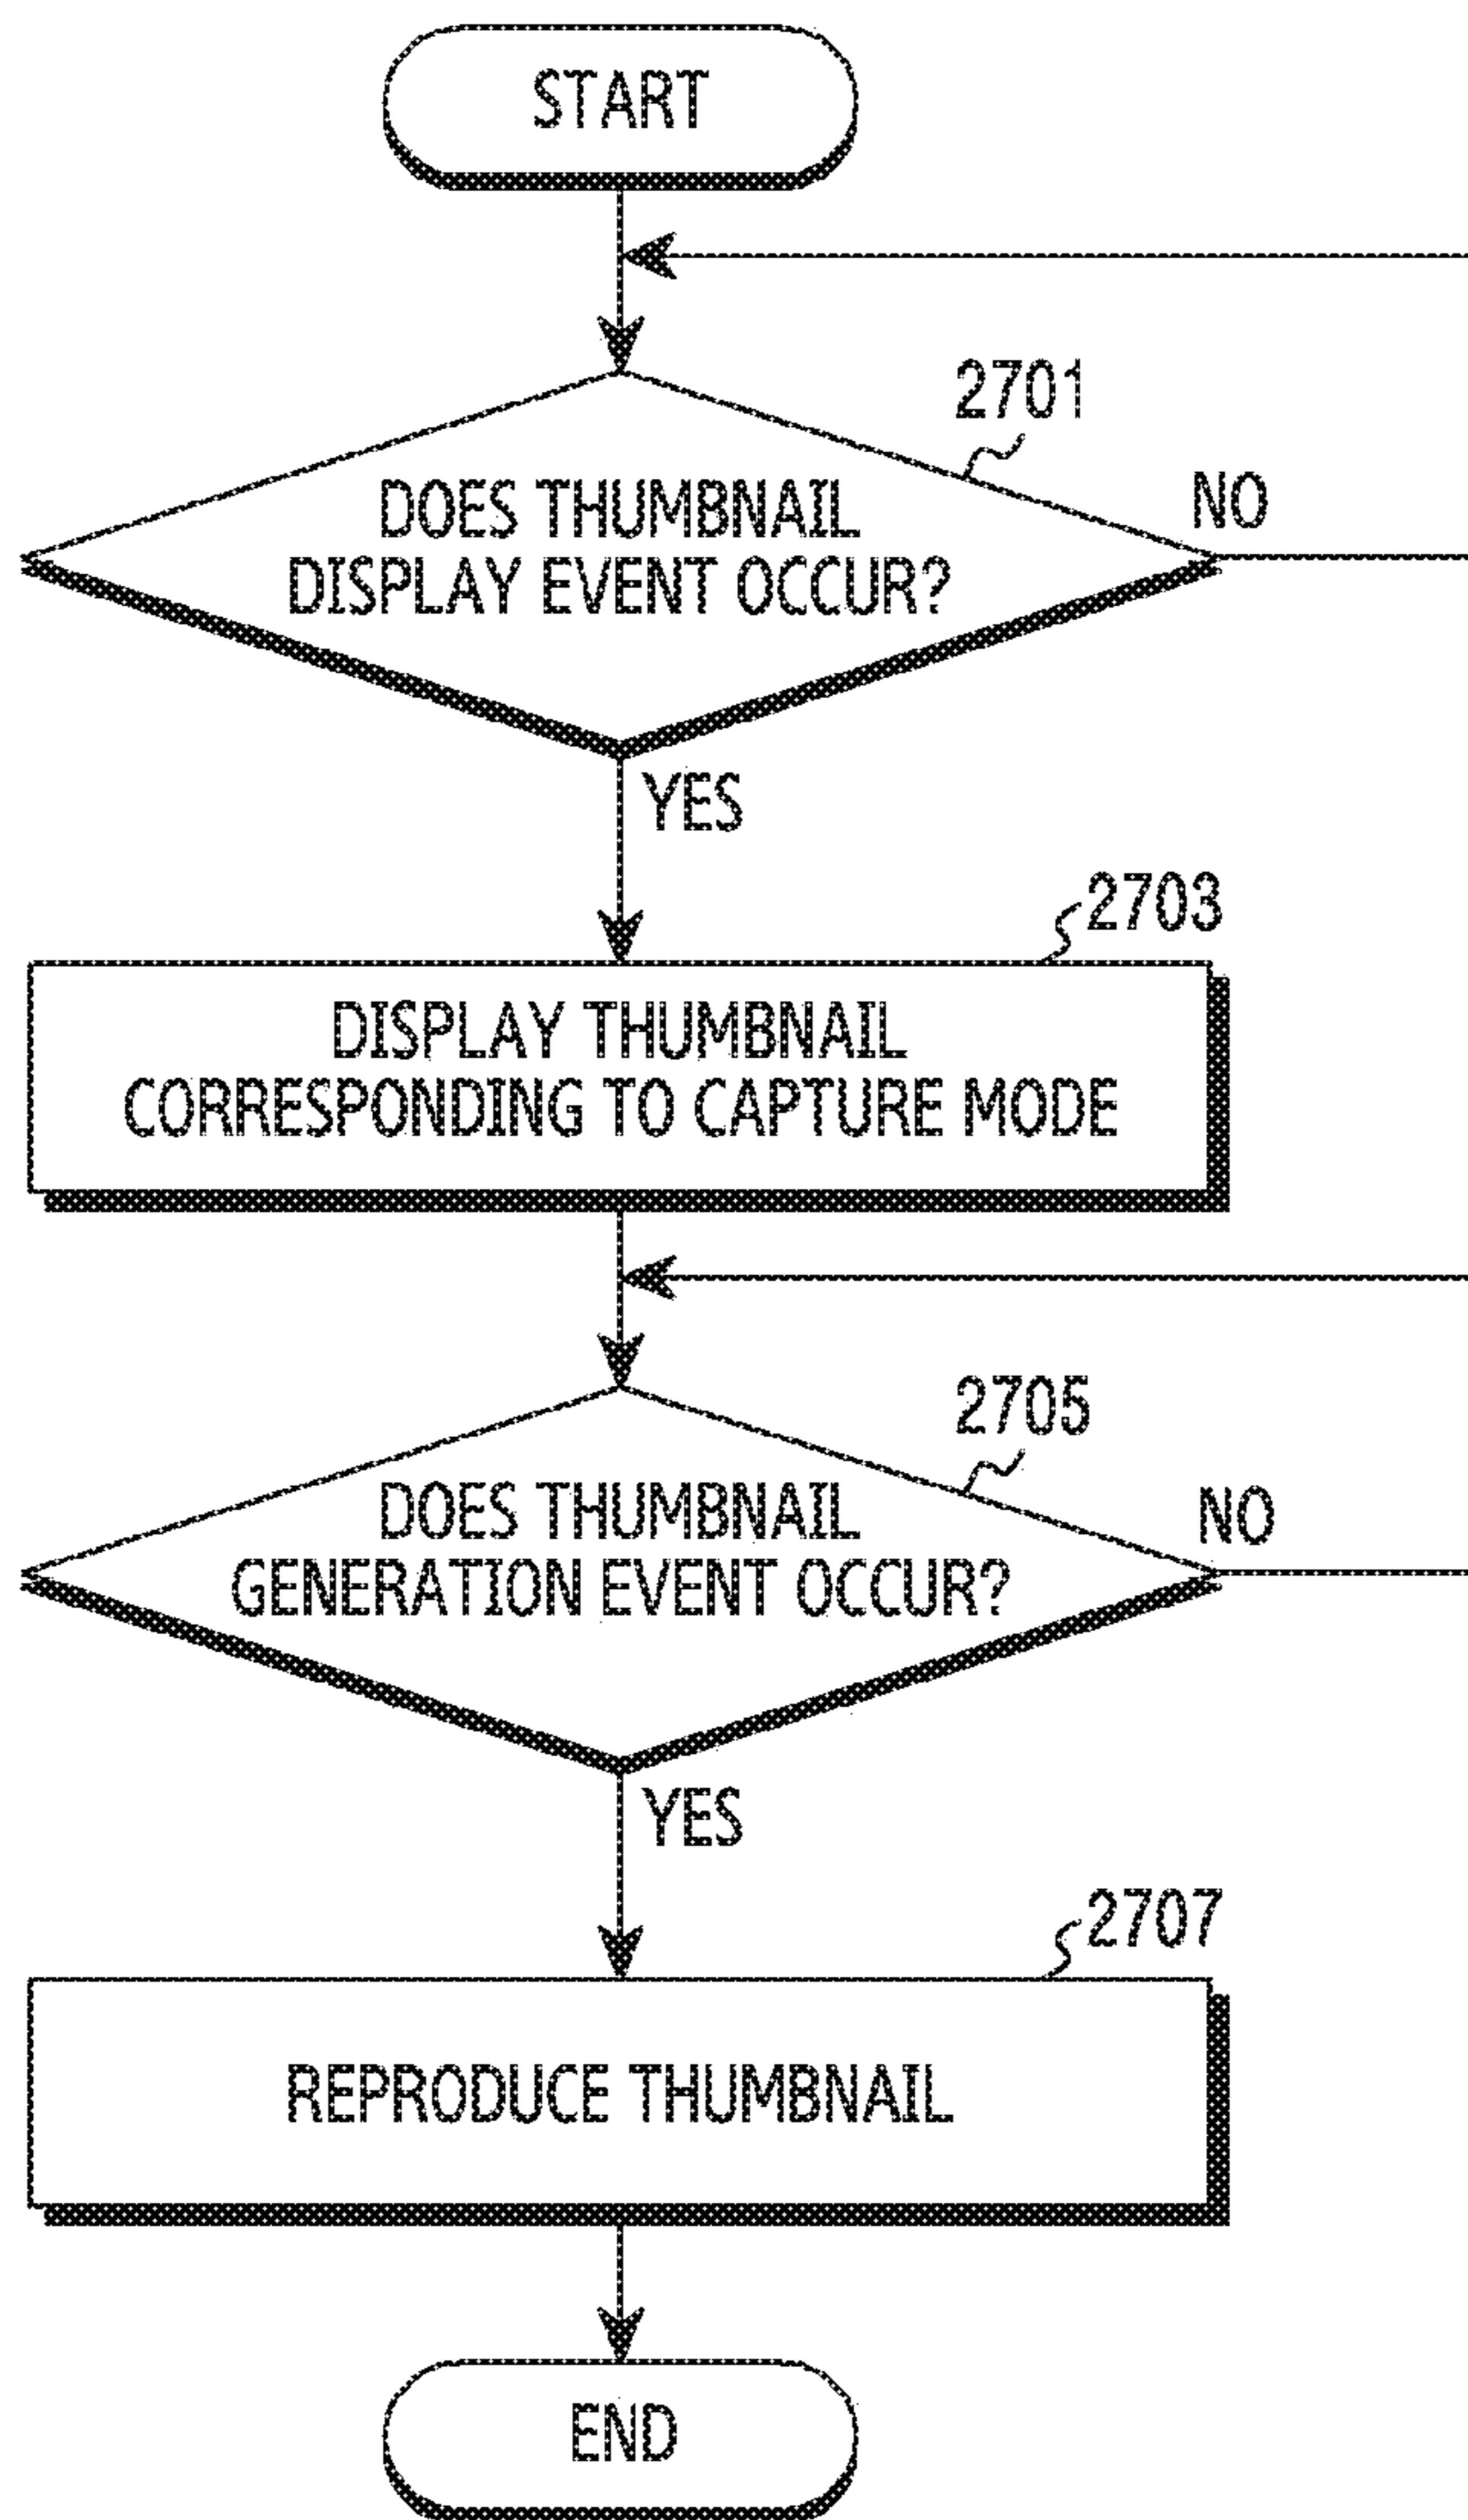 START
2701
DOES THUMBNAIL
DISPLAY EVENT OCCUR?
NO
YES
2703
DISPLAY THUMBNAIL
CORRESPONDING TO CAPTURE MODE
2705
DOES THUMBNAIL
GENERATION EVENT OCCUR?
NO
YES
2707
REPRODUCE THUMBNAIL
END